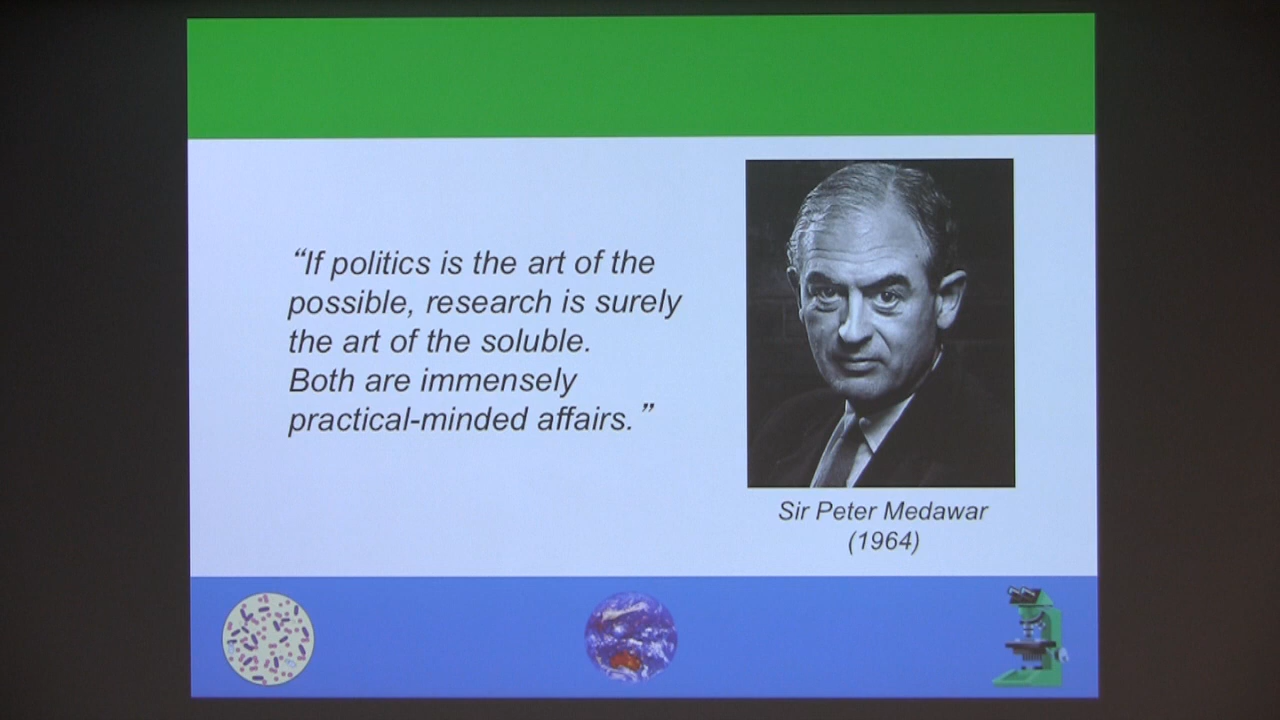 “If politics is the art of the
possible, research is surely
the art of the soluble.
Both are immensely
practical-minded affairs.”
Sir Peter Medawar
(1964)